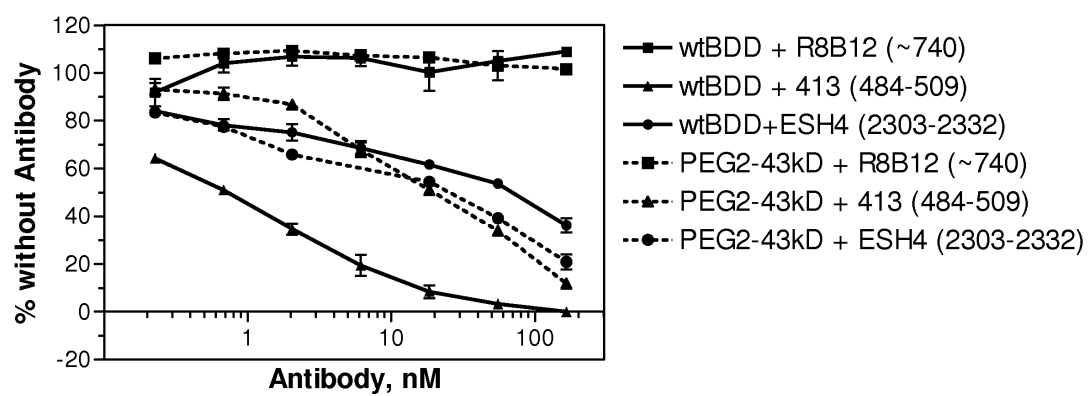 120
100
80
60
40
20
0
-20
% without Antibody
1 10 100
Antibody, nM
wtBDD + R8B12 (~740)
wtBDD + 413 (484-509)
wtBDD+ESH4 (2303-2332)
PEG2-43kD + R8B12 (~740)
PEG2-43kD + 413 (484-509)
PEG2-43kD + ESH4 (2303-2332)